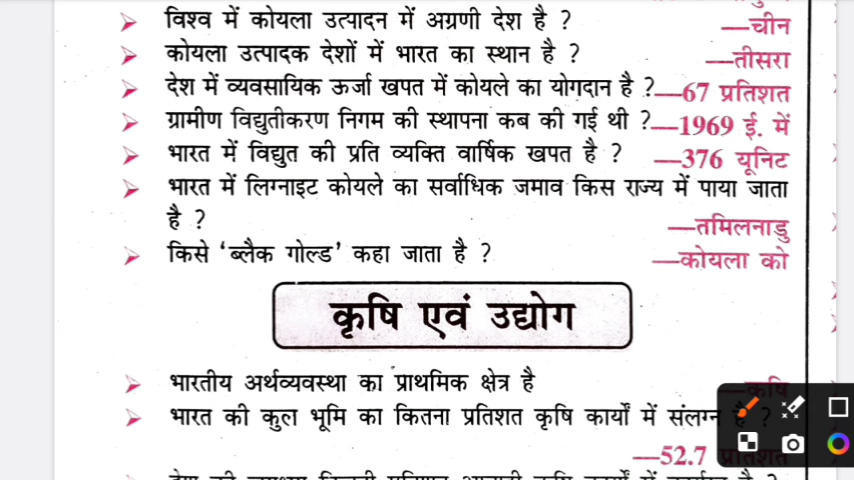 विश्व में कोयला उत्पादन में अग्रणी देश है ? —चीन
कोयला उत्पादक देशों में भारत का स्थान है ? —तीसरा
देश में व्यवसायिक ऊर्जा खपत में कोयले का योगदान है ?—67 प्रतिशत
ग्रामीण विद्युतीकरण निगम की स्थापना कब की गई थी ?—1969 ई. में
भारत में विद्युत की प्रति व्यक्ति वार्षिक खपत है ? —376 यूनिट
भारत में लिग्नाइट कोयले का सर्वाधिक जमाव किस राज्य में पाया जाता
है ? —तमिलनाडु
किसे ‘ब्लैक गोल्ड’ कहा जाता है ? —कोयला को
कृषि एवं उद्योग
भारतीय अर्थव्यवस्था का प्राथमिक क्षेत्र है —कृषि
भारत की कुल भूमि का कितना प्रतिशत कृषि कार्यों में संलग्न है ?
—52.7 प्रतिशत